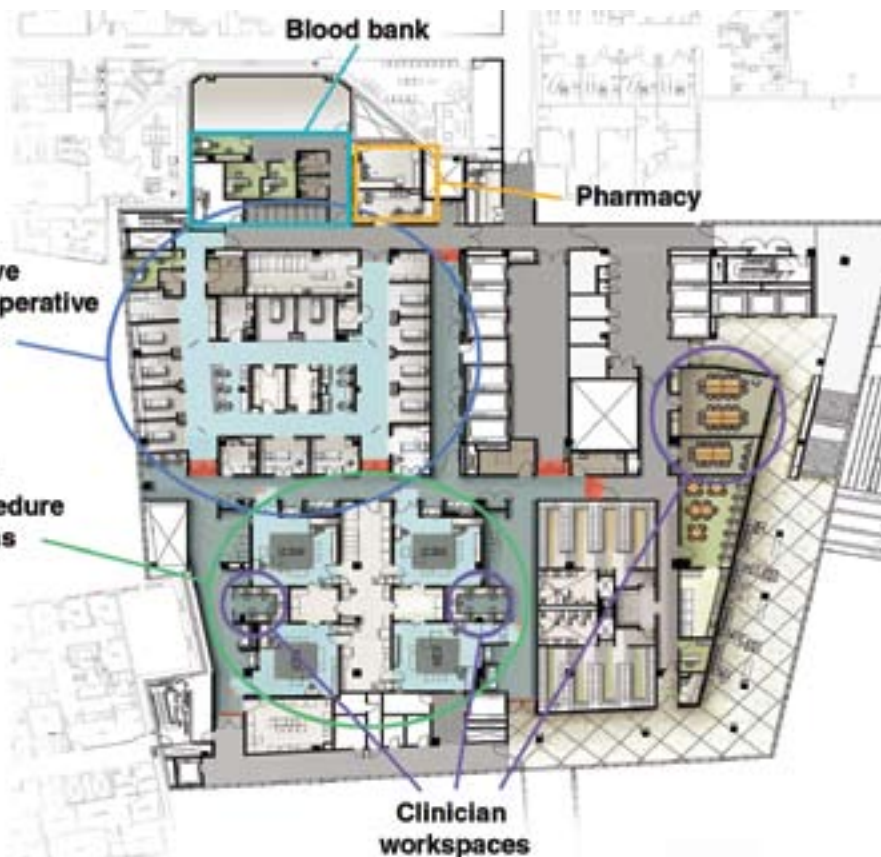 Blood bank
Pharmacy
ve
perative
edure
s
Clinician
workspaces